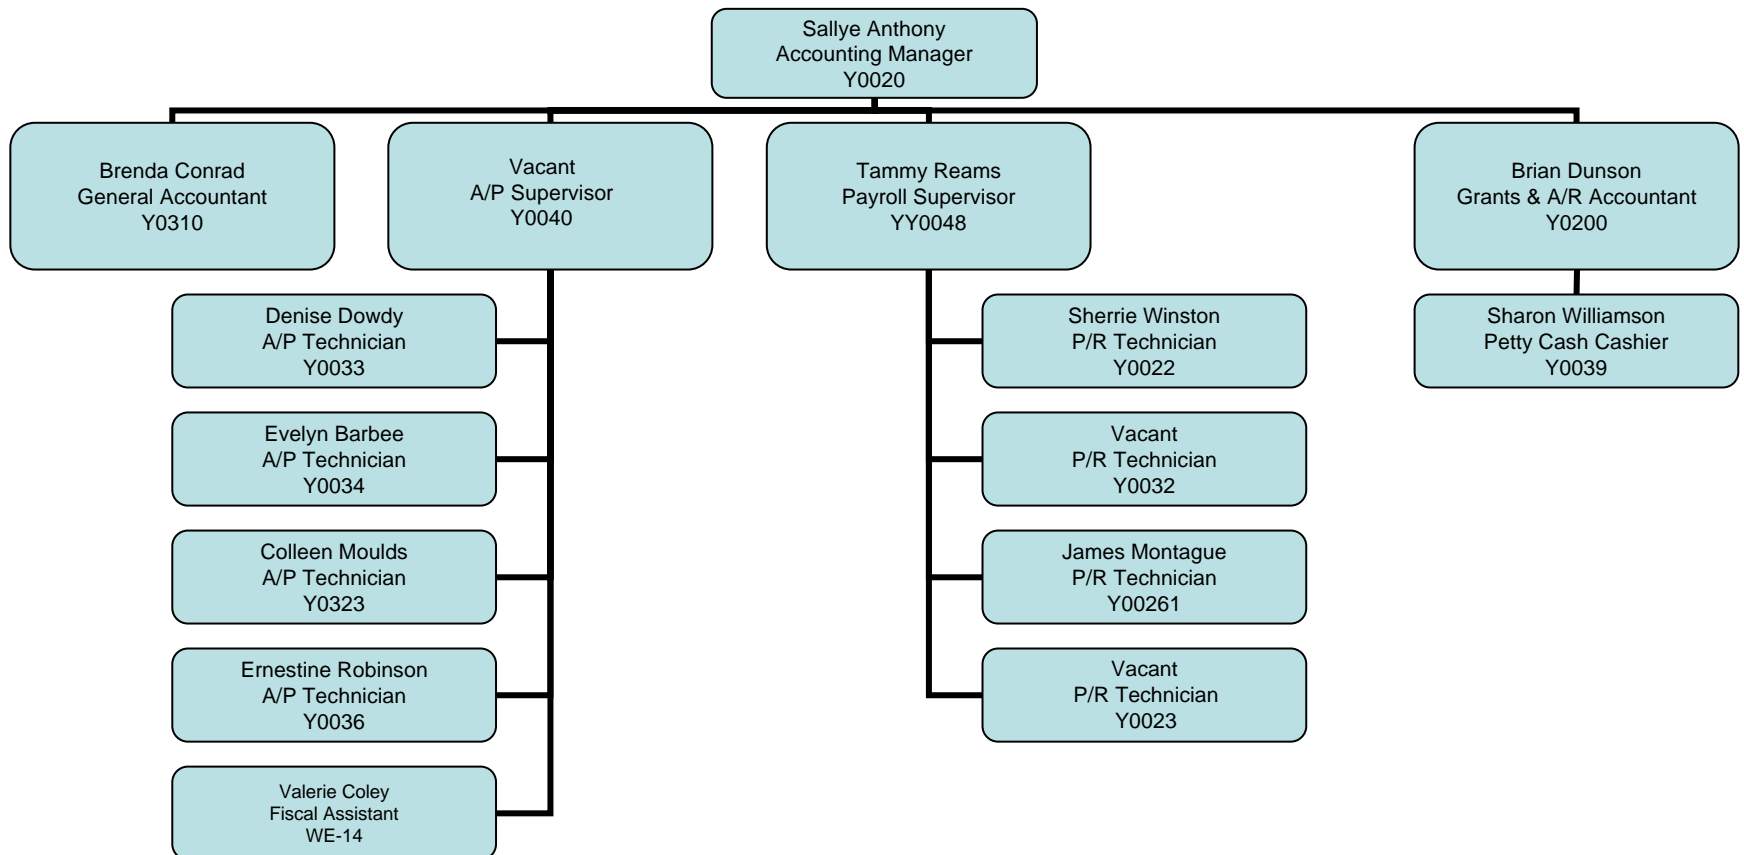 Sallye Anthony
Accounting Manager
Y0020
Brenda Conrad
General Accountant
Y0310
Vacant
A/P Supervisor
Y0040
Tammy Reams
Payroll Supervisor
YY0048
Brian Dunson
Grants & A/R Accountant
Y0200
Denise Dowdy
A/P Technician
Y0033
Evelyn Barbee
A/P Technician
Y0034
Colleen Moulds
A/P Technician
Y0323
Ernestine Robinson
A/P Technician
Y0036
Valerie Coley
Fiscal Assistant
WE-14
Sherrie Winston
P/R Technician
Y0022
Vacant
P/R Technician
Y0032
James Montague
P/R Technician
Y00261
Vacant
P/R Technician
Y0023
Sharon Williamson
Petty Cash Cashier
Y0039